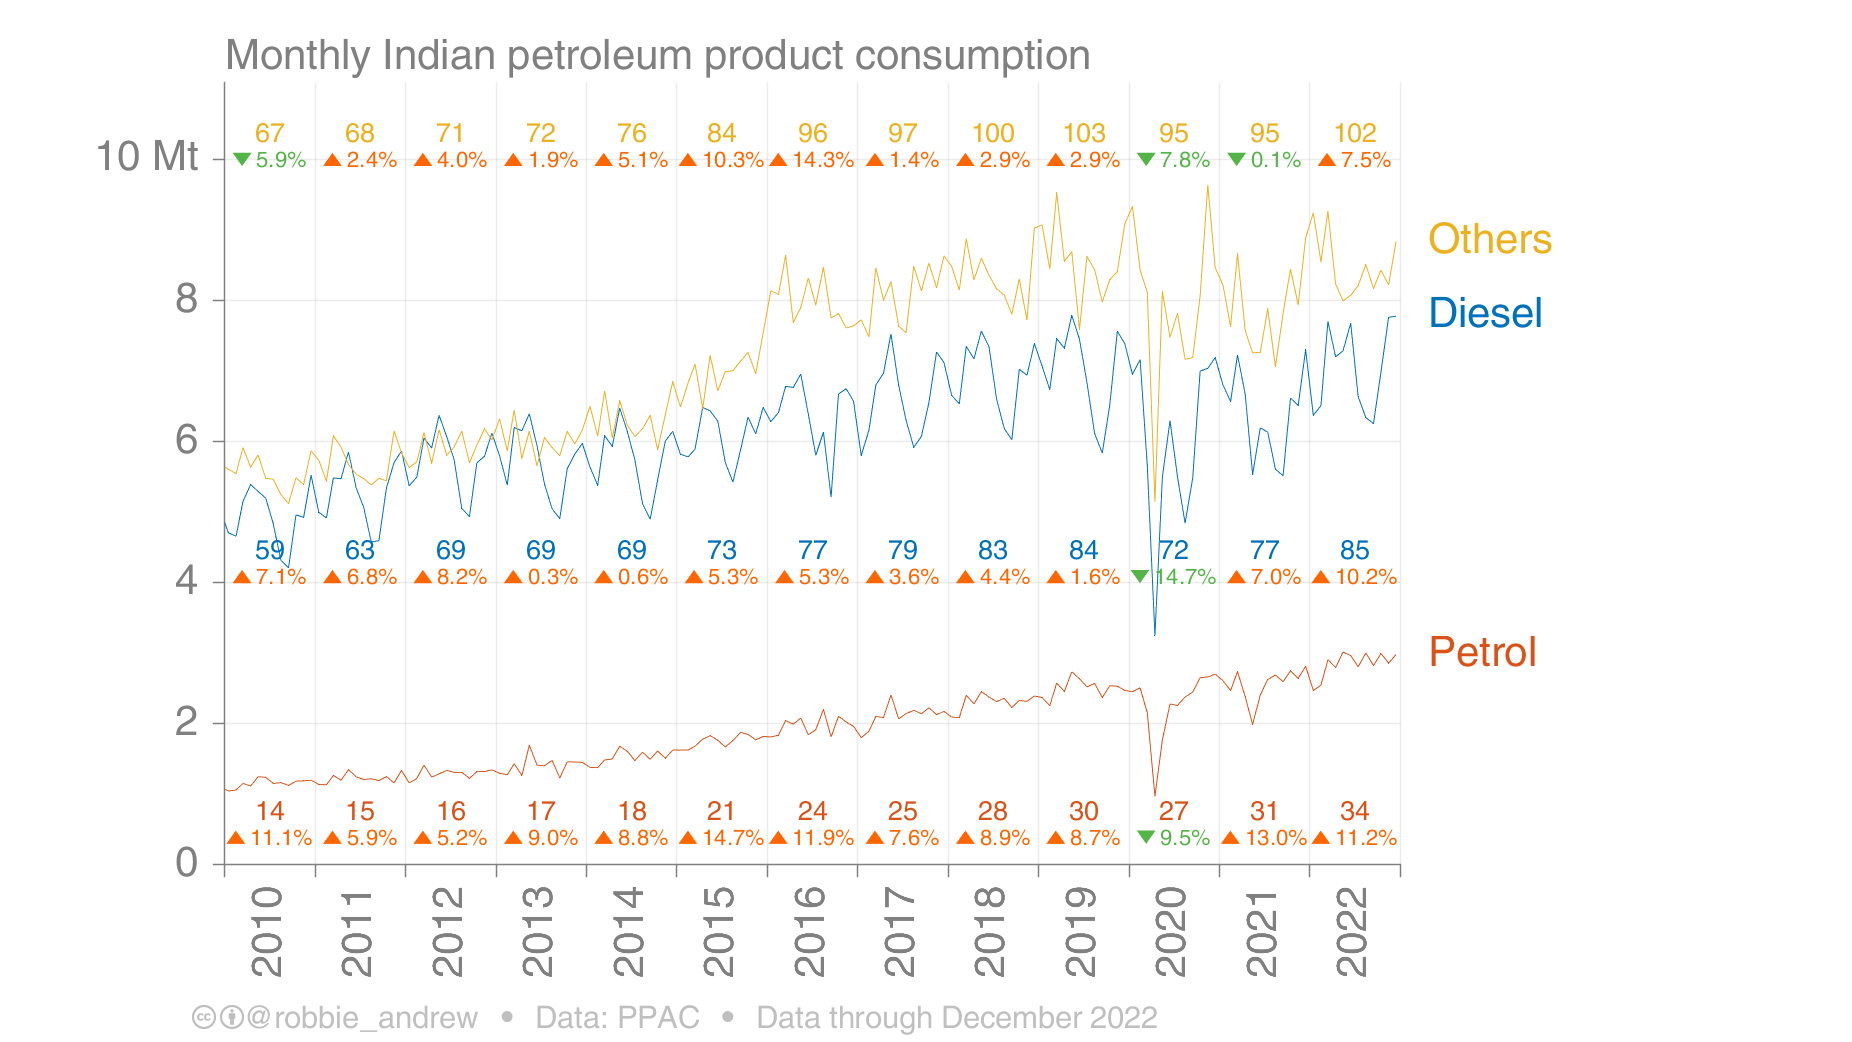 Monthly Indian petroleum product consumption
67 68 71 72 76 84 96 97 100 103 95 95 102
10 Mt ▼5.9% ▲2.4% ▲4.0% ▲1.9% ▲5.1% ▲10.3% ▲14.3% ▲1.4% ▲2.9% ▲2.9% ▼7.8% ▼0.1% ▲7.5%
Others
8
Diesel
6
59 63 69 69 69 73 77 79 83 84 72 77 85
4 ▲7.1% ▲6.8% ▲8.2% ▲0.3% ▲0.6% ▲5.3% ▲5.3% ▲3.6% ▲4.4% ▲1.6% ▼14.7% ▲7.0% ▲10.2%
Petrol
2
14 15 16 17 18 21 24 25 28 30 27 31 34
▲11.1% ▲5.9% ▲5.2% ▲9.0% ▲8.8% ▲14.7% ▲11.9% ▲7.6% ▲8.9% ▲8.7% ▼9.5% ▲13.0% ▲11.2%
0
2010 2011 2012 2013 2014 2015 2016 2017 2018 2019 2020 2021 2022
cc @robbie_andrew • Data: PPAC • Data through December 2022